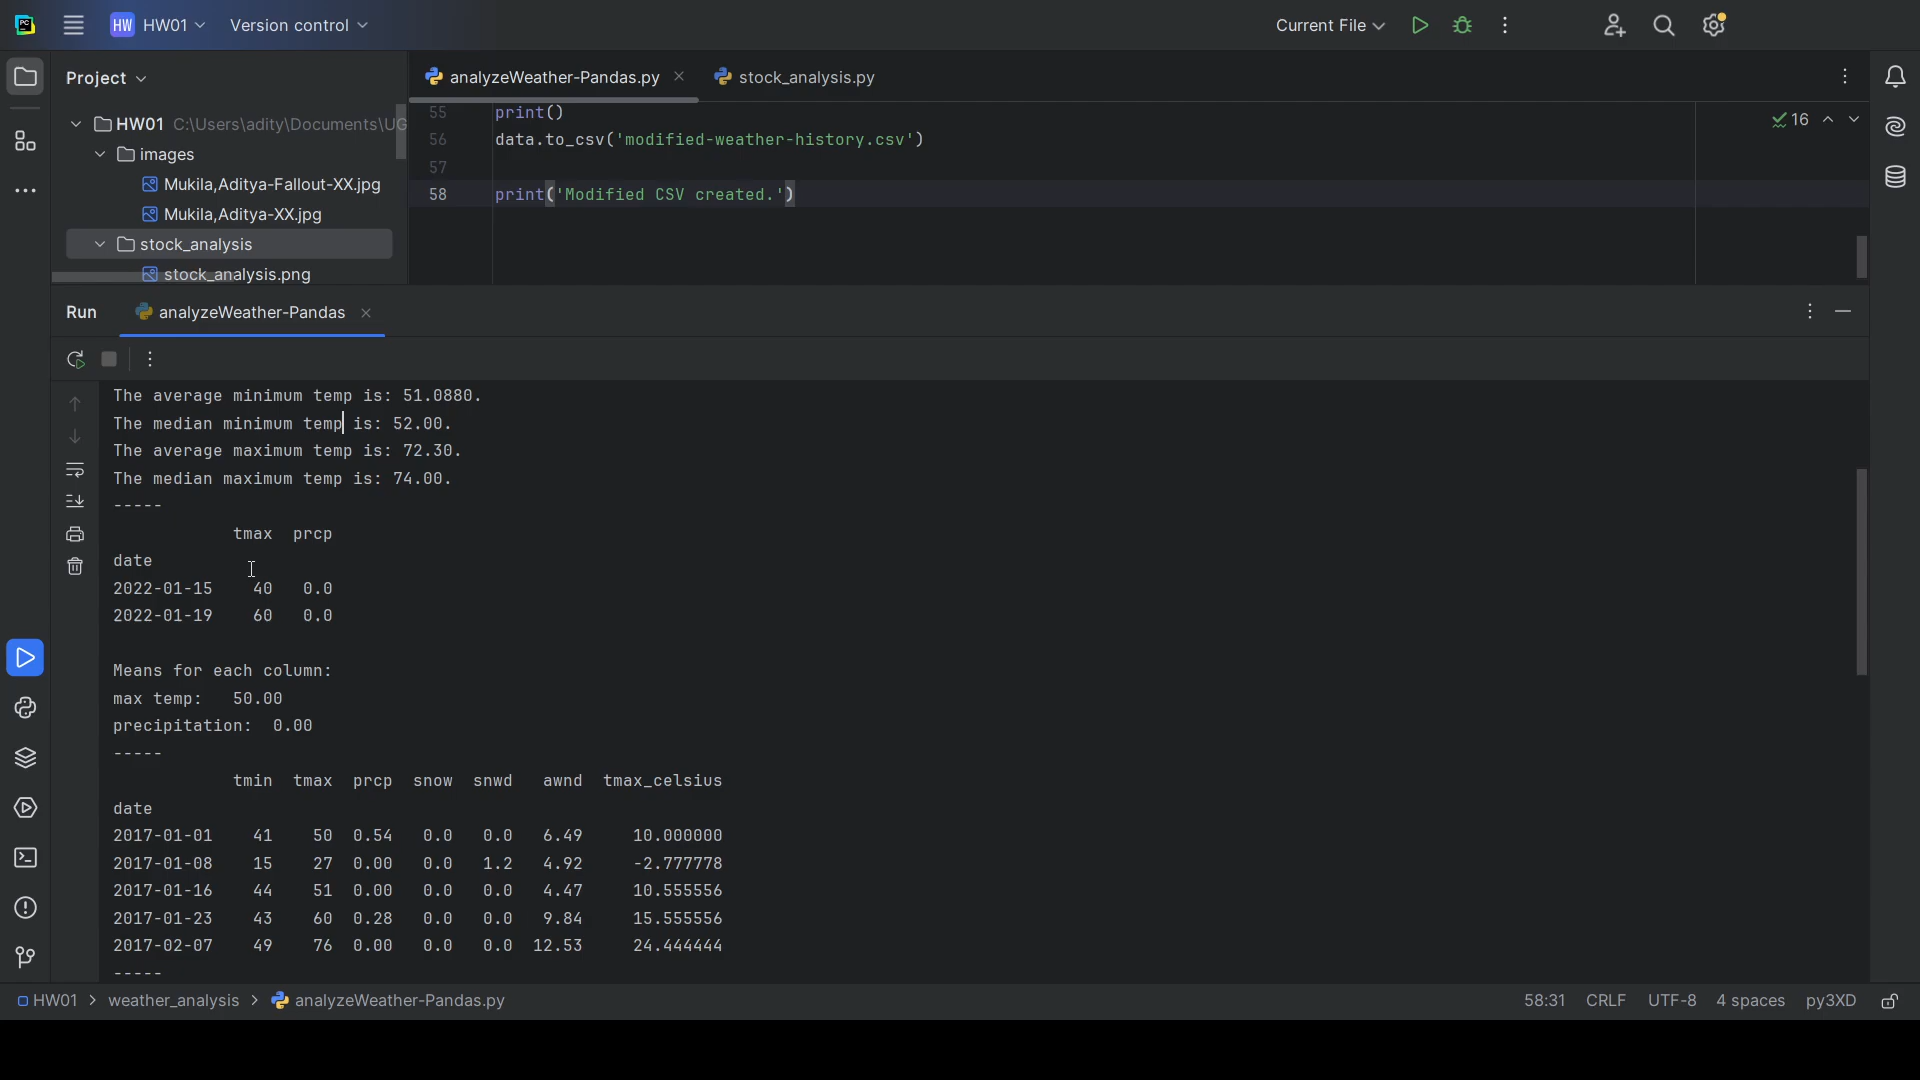 PC
HW HW01 Version control Current File
Project
analyzeWeather-Pandas.py
stock_analysis.py
HW01 C:\Users\adity\Documents\UG
images
Mukila,Aditya-Fallout-XX.jpg
Mukila,Aditya-XX.jpg
stock_analysis
stock_analysis.png
55 print()
56 data.to_csv('modified-weather-history.csv')
57
58 print('Modified CSV created.')
16
Run analyzeWeather-Pandas
The average minimum temp is: 51.0880.
The median minimum temp is: 52.00.
The average maximum temp is: 72.30.
The median maximum temp is: 74.00.
-----
tmax prcp
date
2022-01-15 40 0.0
2022-01-19 60 0.0
Means for each column:
max temp: 50.00
precipitation: 0.00
-----
tmin tmax prcp snow snwd awnd tmax_celsius
date
2017-01-01 41 50 0.54 0.0 0.0 6.49 10.000000
2017-01-08 15 27 0.00 0.0 1.2 4.92 -2.777778
2017-01-16 44 51 0.00 0.0 0.0 4.47 10.555556
2017-01-23 43 60 0.28 0.0 0.0 9.84 15.555556
2017-02-07 49 76 0.00 0.0 0.0 12.53 24.444444
-----
HW01 > weather_analysis > analyzeWeather-Pandas.py 58:31 CRLF UTF-8 4 spaces py3XD